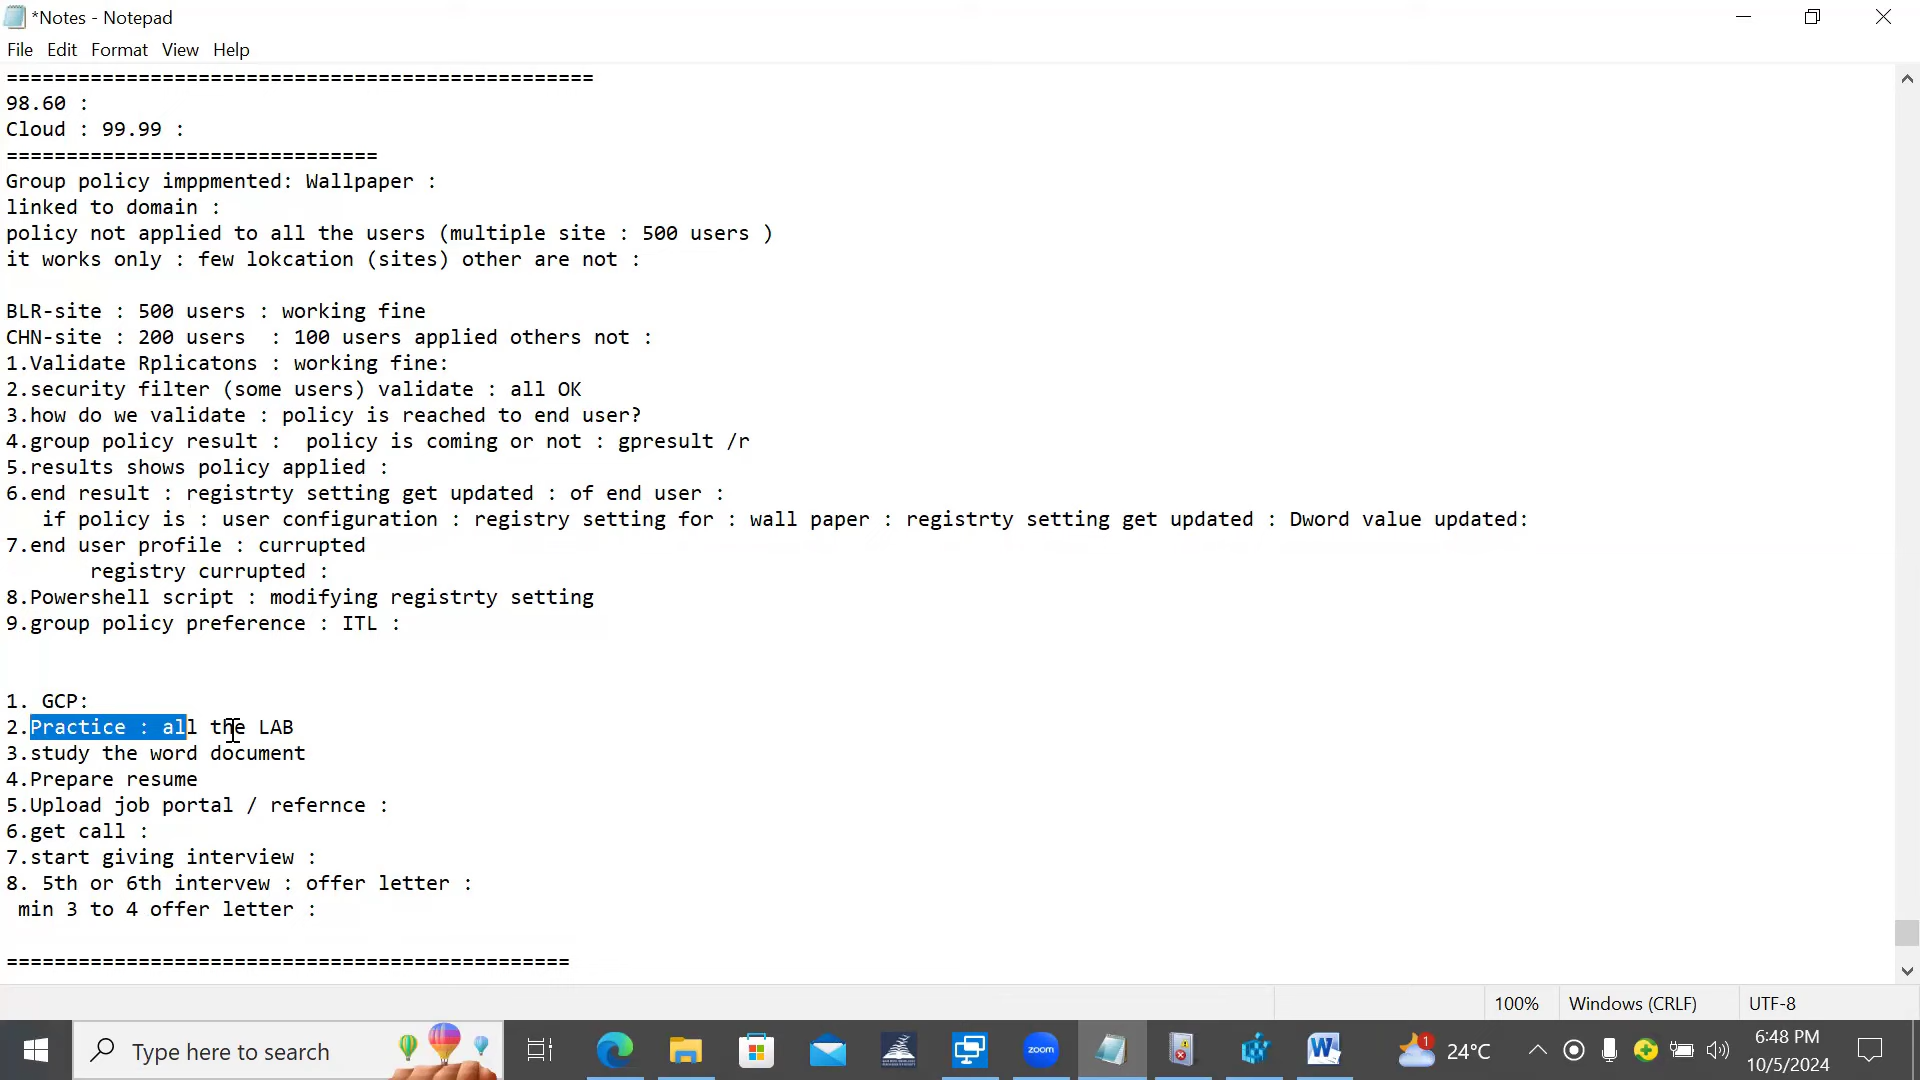 *Notes - Notepad
File Edit Format View Help
=================================================
98.60 :
Cloud : 99.99 :
===============================
Group policy imppmented: Wallpaper :
linked to domain :
policy not applied to all the users (multiple site : 500 users )
it works only : few lokcation (sites) other are not :
BLR-site : 500 users : working fine
CHN-site : 200 users  : 100 users applied others not :
1.Validate Rplicatons : working fine:
2.security filter (some users) validate : all OK
3.how do we validate : policy is reached to end user?
4.group policy result :  policy is coming or not : gpresult /r
5.results shows policy applied :
6.end result : registrty setting get updated : of end user :
if policy is : user configuration : registry setting for : wall paper : registrty setting get updated : Dword value updated:
7.end user profile : currupted
registry currupted :
8.Powershell script : modifying registrty setting
9.group policy preference : ITL :
1. GCP:
2.Practice : all the LAB
3.study the word document
4.Prepare resume
5.Upload job portal / refernce :
6.get call :
7.start giving interview :
8. 5th or 6th intervew : offer letter :
min 3 to 4 offer letter :
===============================================
100% Windows (CRLF) UTF-8
Type here to search
zoom
W
1
24°C
6:48 PM
10/5/2024